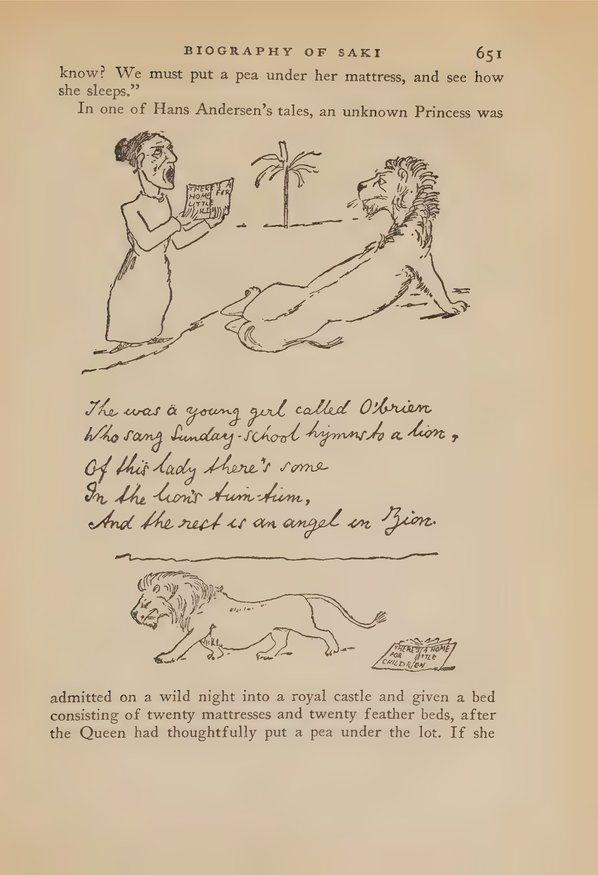 BIOGRAPHY OF SAKI 651
know? We must put a pea under her mattress, and see how
she sleeps.”
In one of Hans Andersen’s tales, an unknown Princess was
THERE'S A
HOME FER
LITTLE
The was a young girl called O'brien
Who sang Sunday-school hymns to a lion,
Of this lady there's some
In the lion's tum-tum,
And the rest is an angel in Zion.
THERE'S A HOME
FOR LITTLE
CHILDREN
admitted on a wild night into a royal castle and given a bed
consisting of twenty mattresses and twenty feather beds, after
the Queen had thoughtfully put a pea under the lot. If she